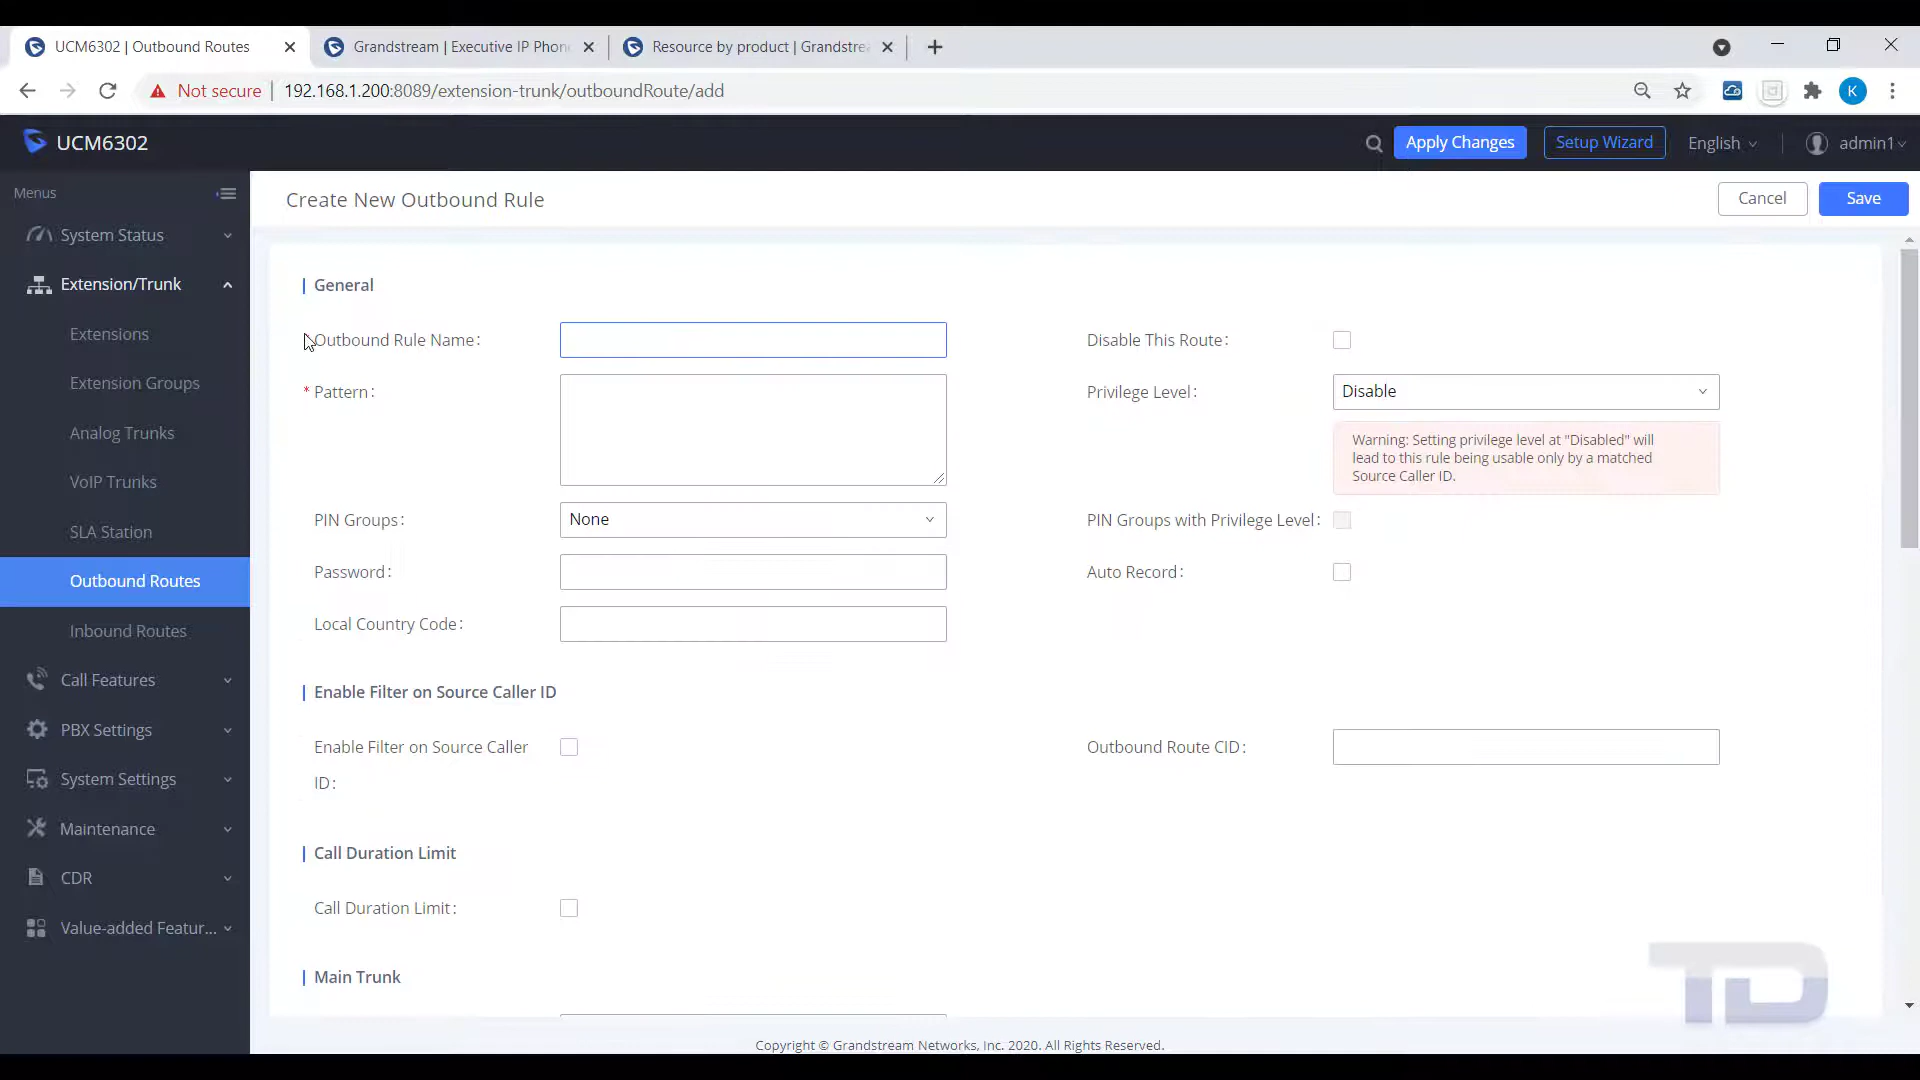 UCM6302 | Outbound Routes
Grandstream | Executive IP Phon
Resource by product | Grandstrea
Not secure
192.168.1.200:8089/extension-trunk/outboundRoute/add
K
UCM6302
Apply Changes
Setup Wizard
English
admin1
Menus
System Status
Extension/Trunk
Extensions
Extension Groups
Analog Trunks
VoIP Trunks
SLA Station
Outbound Routes
Inbound Routes
Call Features
PBX Settings
System Settings
Maintenance
CDR
Value-added Featur...
Create New Outbound Rule
Cancel
Save
General
Outbound Rule Name:
Disable This Route:
* Pattern:
Privilege Level:
Disable
Warning: Setting privilege level at "Disabled" will
lead to this rule being usable only by a matched
Source Caller ID.
PIN Groups:
None
PIN Groups with Privilege Level:
Password:
Auto Record:
Local Country Code:
Enable Filter on Source Caller ID
Enable Filter on Source Caller
ID:
Outbound Route CID:
Call Duration Limit
Call Duration Limit:
Main Trunk
TD
Copyright © Grandstream Networks, Inc. 2020. All Rights Reserved.